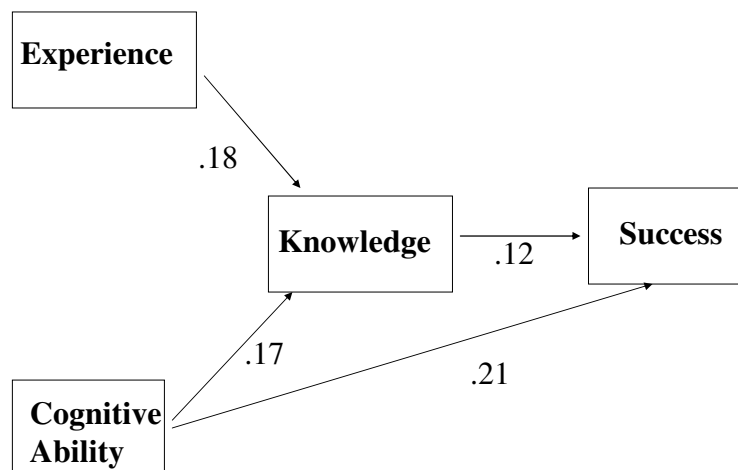 Experience
.18
Knowledge
Success
.12
.17
.21
Cognitive
Ability